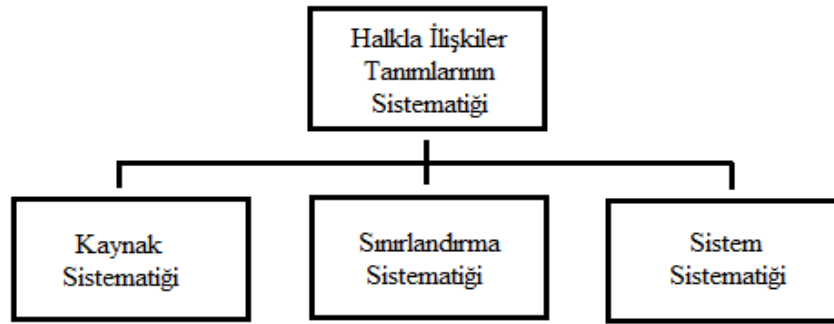 Halkla İlişkiler
Tanımlarının
Sistematiği
Kaynak
Sistematiği
Sınırlandırma
Sistematiği
Sistem
Sistematiği